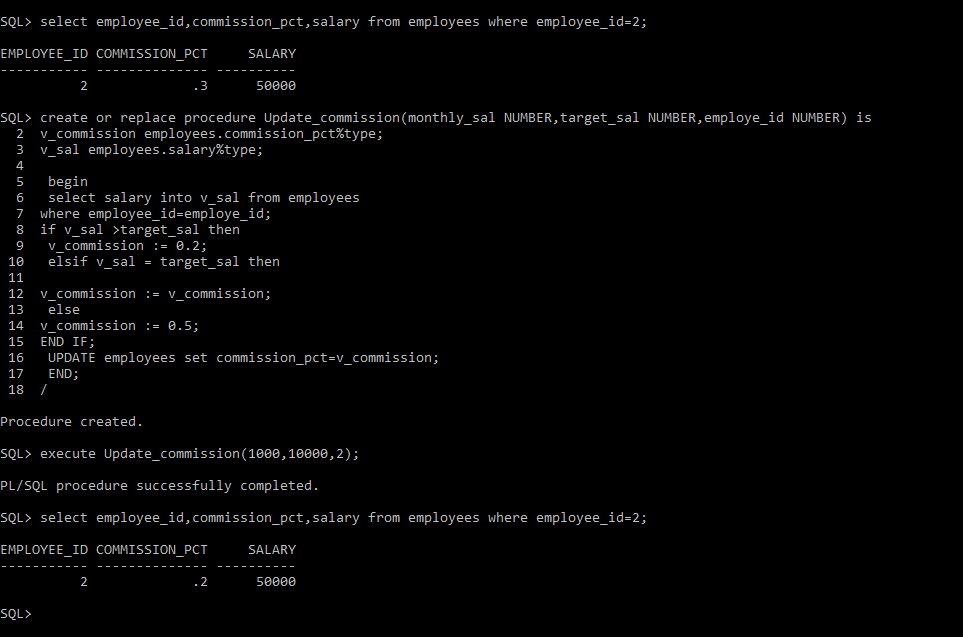 SQL> select employee_id,commission_pct,salary from employees where employee_id=2;
EMPLOYEE_ID COMMISSION_PCT     SALARY
----------- -------------- ----------
          2             .3      50000
SQL> create or replace procedure Update_commission(monthly_sal NUMBER,target_sal NUMBER,employe_id NUMBER) is
  2  v_commission employees.commission_pct%type;
  3  v_sal employees.salary%type;
  4
  5   begin
  6   select salary into v_sal from employees
  7  where employee_id=employe_id;
  8  if v_sal >target_sal then
  9   v_commission := 0.2;
 10   elsif v_sal = target_sal then
 11
 12  v_commission := v_commission;
 13   else
 14  v_commission := 0.5;
 15  END IF;
 16   UPDATE employees set commission_pct=v_commission;
 17   END;
 18  /
Procedure created.
SQL> execute Update_commission(1000,10000,2);
PL/SQL procedure successfully completed.
SQL> select employee_id,commission_pct,salary from employees where employee_id=2;
EMPLOYEE_ID COMMISSION_PCT     SALARY
----------- -------------- ----------
          2             .2      50000
SQL>